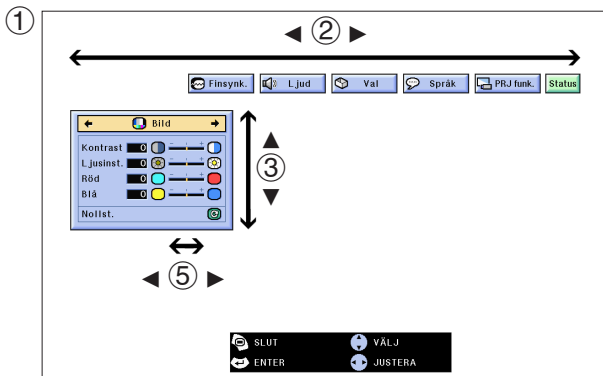 ①
◀ ② ▶
Finsynk. Ljud Val Språk PRJ funk. Status
Bild
Kontrast 0 - +
Ljusinst. 0 - +
Röd 0 - +
Blå 0 - +
Nollst.
▲
③
▼
◀ ⑤ ▶
SLUT VÄLJ
ENTER JUSTERA